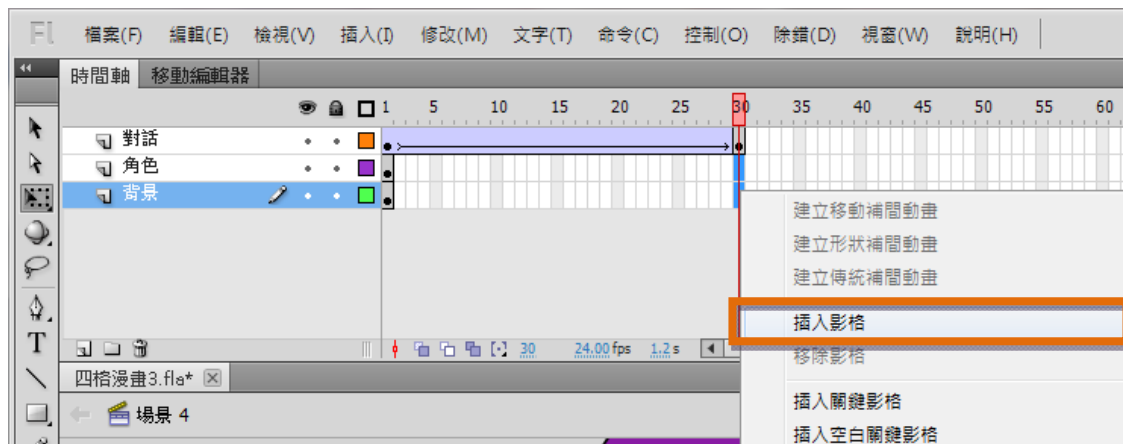 Fl 檔案(F) 編輯(E) 檢視(V) 插入(I) 修改(M) 文字(T) 命令(C) 控制(O) 除錯(D) 視窗(W) 說明(H)
時間軸 移動編輯器
1 5 10 15 20 25 30 35 40 45 50 55 60
對話
角色
背景
建立移動補間動畫
建立形狀補間動畫
建立傳統補間動畫
插入影格
30 24.00 fps 1.2 s
移除影格
四格漫畫3.fla*
插入關鍵影格
場景 4
插入空白關鍵影格